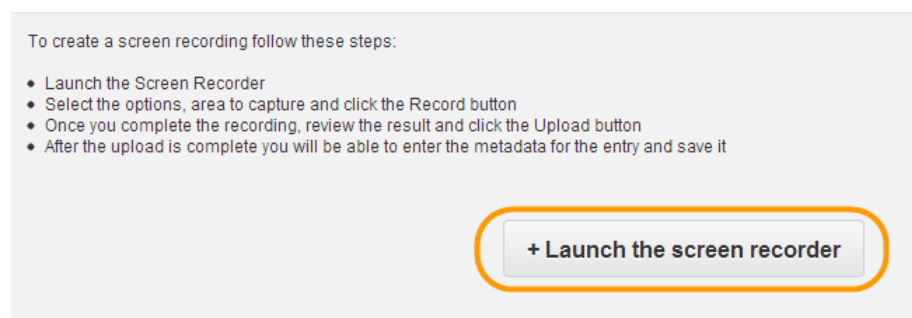 To create a screen recording follow these steps:
• Launch the Screen Recorder
• Select the options, area to capture and click the Record button
• Once you complete the recording, review the result and click the Upload button
• After the upload is complete you will be able to enter the metadata for the entry and save it
+ Launch the screen recorder